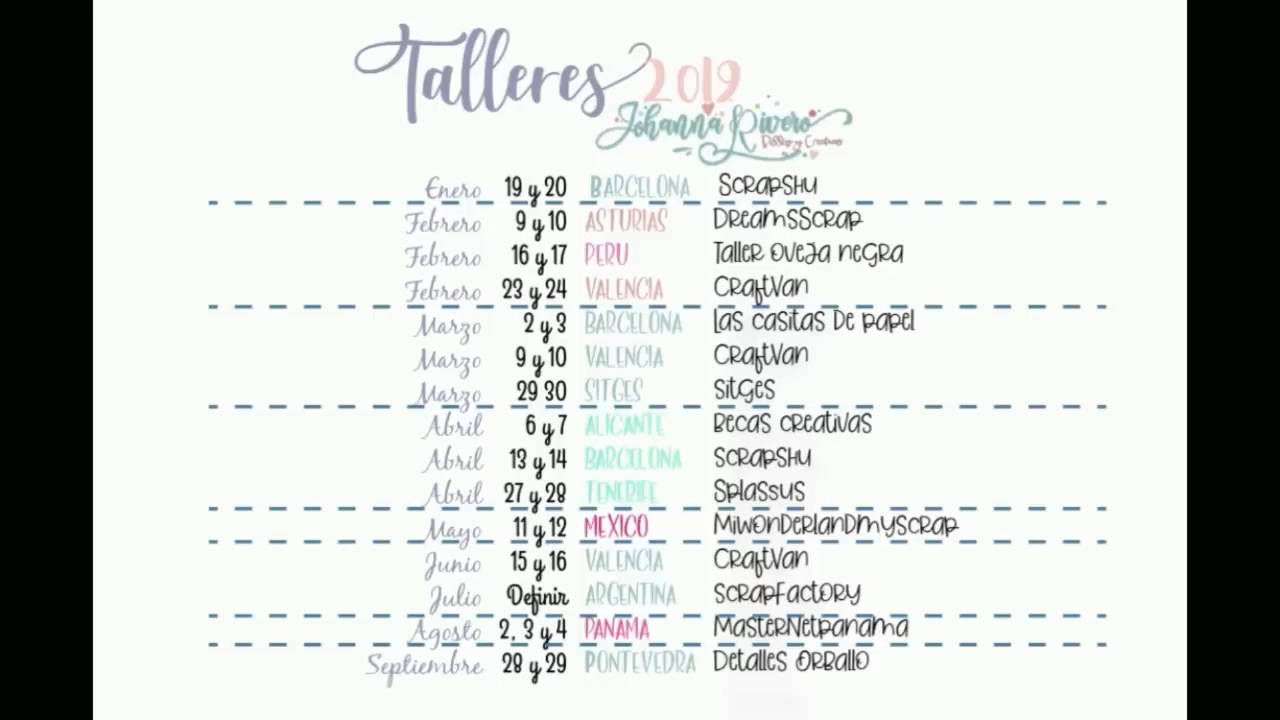 Talleres 2019
Johanna Rivero
Enero 19 y 20 BARCELONA ScrapShu
Febrero 9 y 10 ASTURIAS DreamsScrap
Febrero 16 y 17 PERU Taller oveja negra
Febrero 23 y 24 VALENCIA CraftVan
Marzo 2 y 3 BARCELONA Las casitas De papel
Marzo 9 y 10 VALENCIA CraftVan
Marzo 29 30 SITGES Sitges
Abril 6 y 7 ALICANTE Becas creativas
Abril 13 y 14 BARCELONA ScrapShu
Abril 27 y 28 TENERIFE Splassus
Mayo 11 y 12 MEXICO MiwonDerlanDmyscrap
Junio 15 y 16 VALENCIA CraftVan
Julio Definir ARGENTINA ScrapFactory
Agosto 2, 3 y 4 PANAMA MasterNetpanama
Septiembre 28 y 29 PONTEVEDRA Detalles Orballo